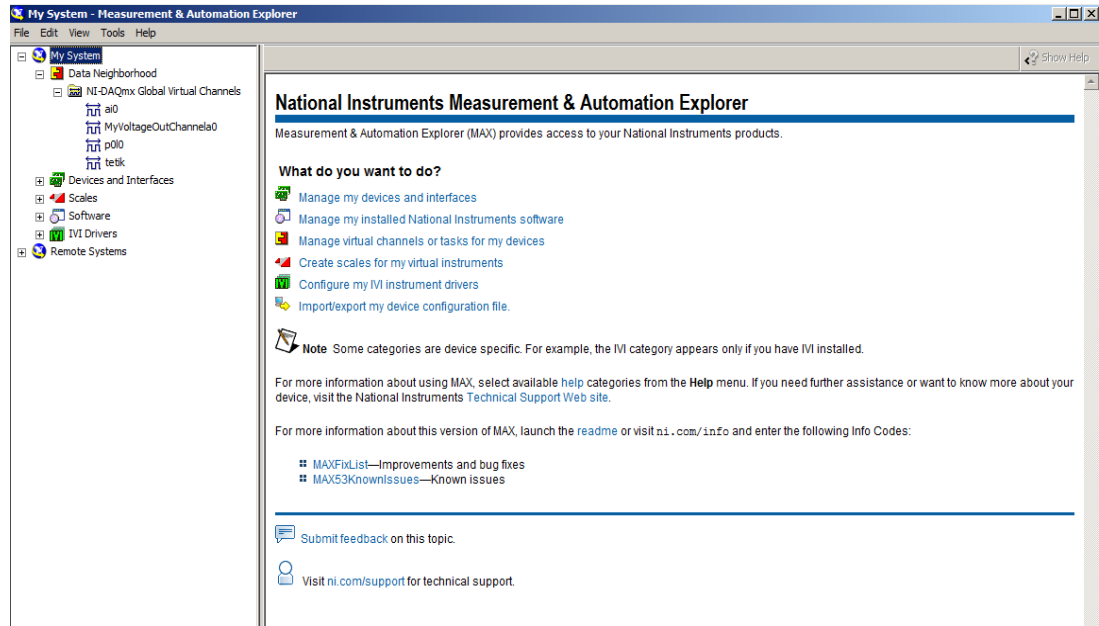 My System - Measurement & Automation Explorer
File Edit View Tools Help
My System
Data Neighborhood
NI-DAQmx Global Virtual Channels
ai0
MyVoltageOutChannela0
p0l0
tetik
Devices and Interfaces
Scales
Software
IVI Drivers
Remote Systems
Show Help
National Instruments Measurement & Automation Explorer
Measurement & Automation Explorer (MAX) provides access to your National Instruments products.
What do you want to do?
Manage my devices and interfaces
Manage my installed National Instruments software
Manage virtual channels or tasks for my devices
Create scales for my virtual instruments
Configure my IVI instrument drivers
Import/export my device configuration file.
Note Some categories are device specific. For example, the IVI category appears only if you have IVI installed.
For more information about using MAX, select available help categories from the Help menu. If you need further assistance or want to know more about your
device, visit the National Instruments Technical Support Web site.
For more information about this version of MAX, launch the readme or visit ni.com/info and enter the following Info Codes:
MAXFixList—Improvements and bug fixes
MAX53KnownIssues—Known issues
Submit feedback on this topic.
Visit ni.com/support for technical support.